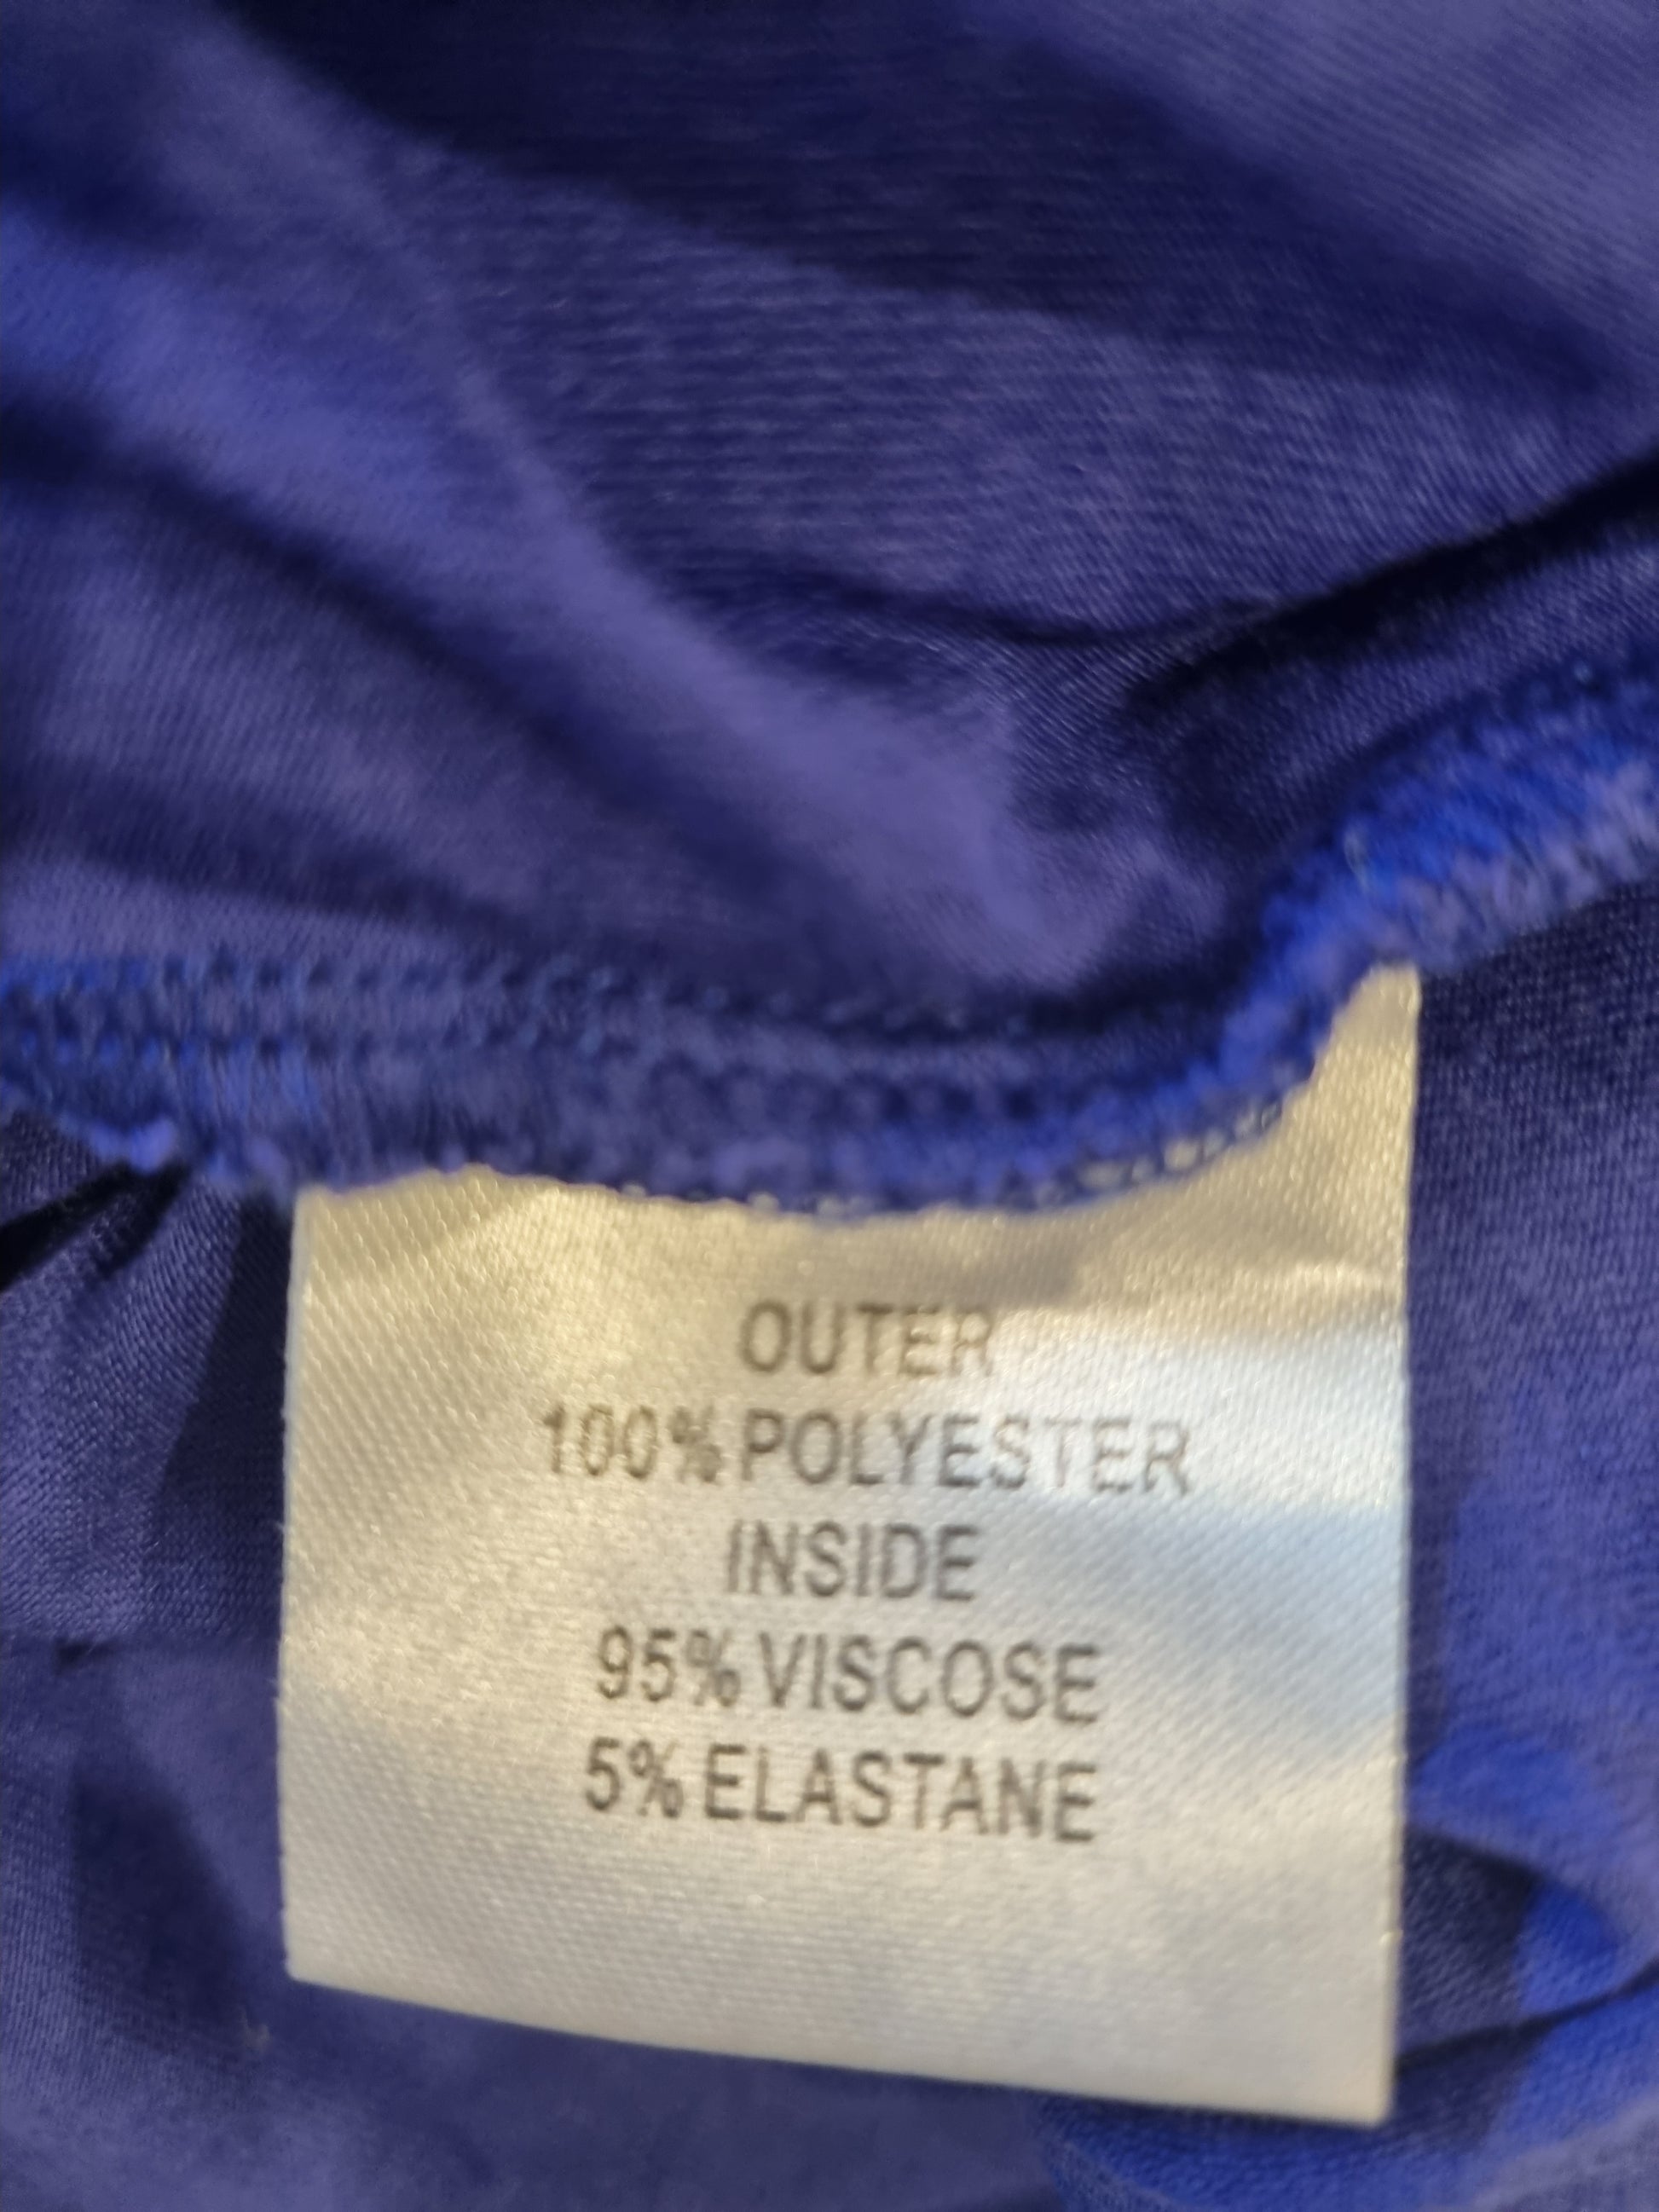 OUTER
100% POLYESTER
INSIDE
95% VISCOSE
5% ELASTANE